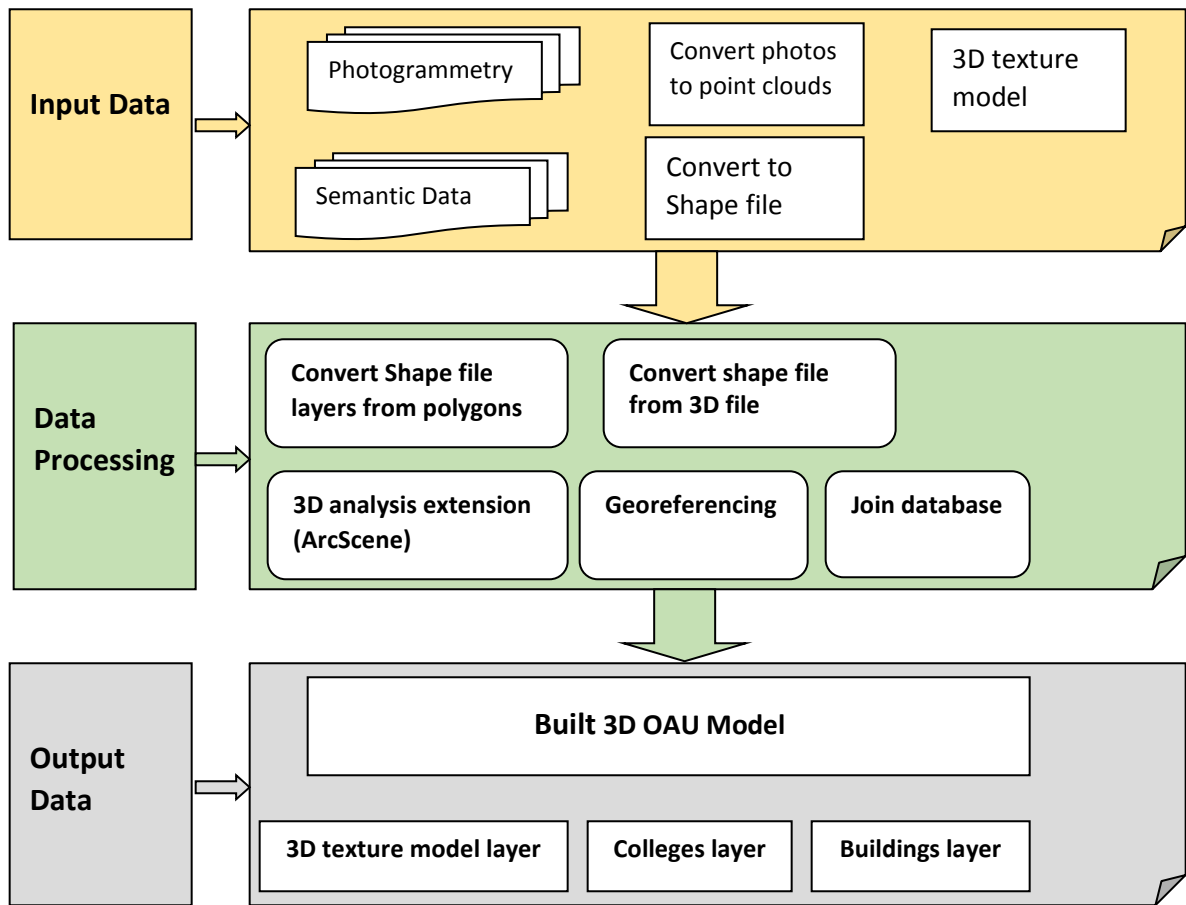 Input Data
Photogrammetry
Convert photos
to point clouds
3D texture
model
Semantic Data
Convert to
Shape file
Data
Processing
Convert Shape file
layers from polygons
Convert shape file
from 3D file
3D analysis extension
(ArcScene)
Georeferencing
Join database
Output
Data
Built 3D OAU Model
3D texture model layer
Colleges layer
Buildings layer